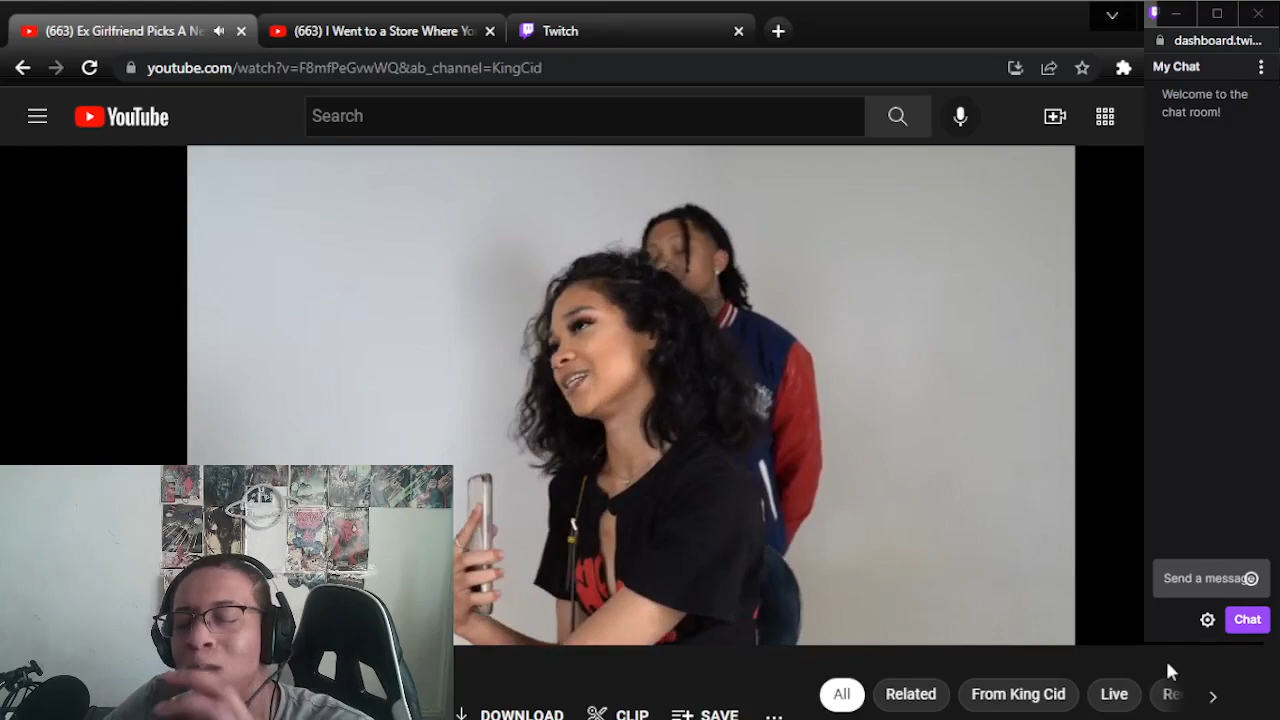 (663) Ex Girlfriend Picks A Ne
(663) I Went to a Store Where Yo
Twitch
youtube.com/watch?v=F8mfPeGvwWQ&ab_channel=KingCid
dashboard.twi...
My Chat
YouTube
Search
Welcome to the
chat room!
Send a message
Chat
All
Related
From King Cid
Live
Re
DOWNLOAD
CLIP
SAVE